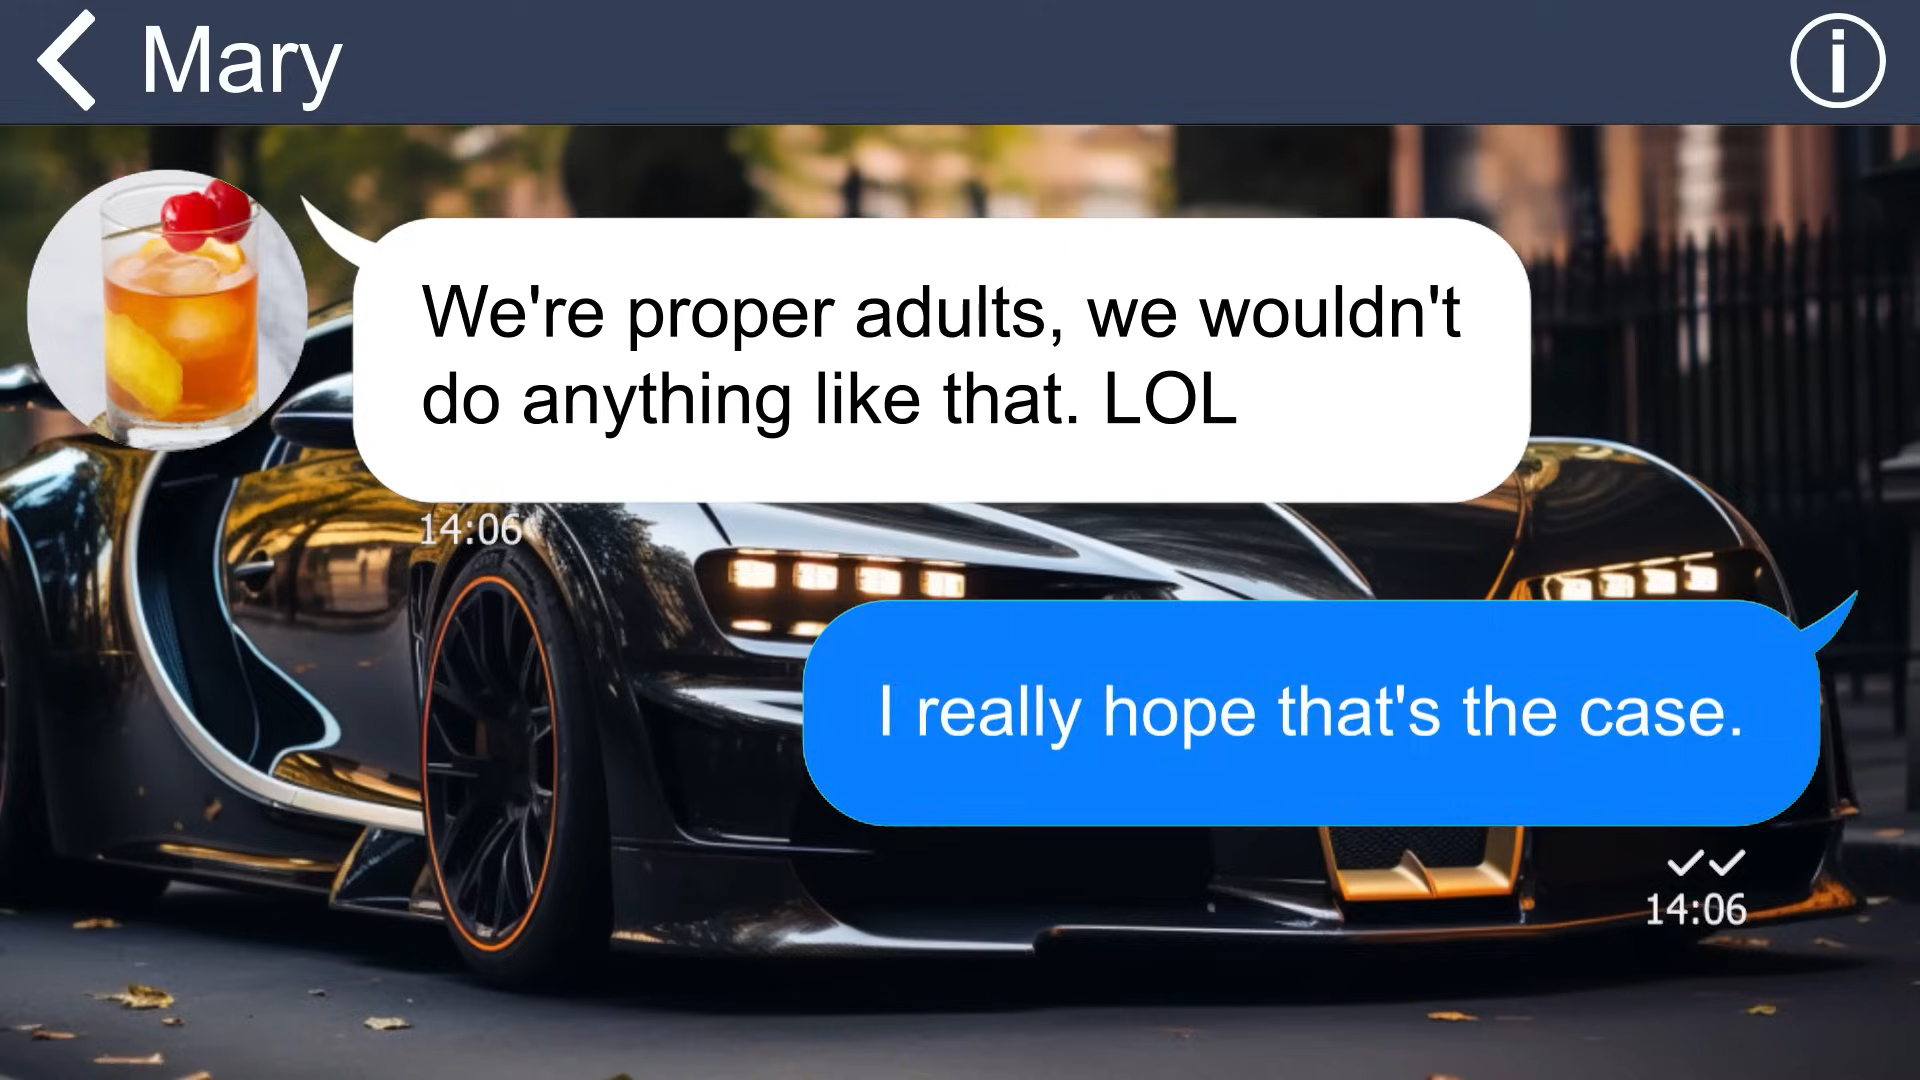 Mary
We're proper adults, we wouldn't
do anything like that. LOL
14:06
I really hope that's the case.
14:06